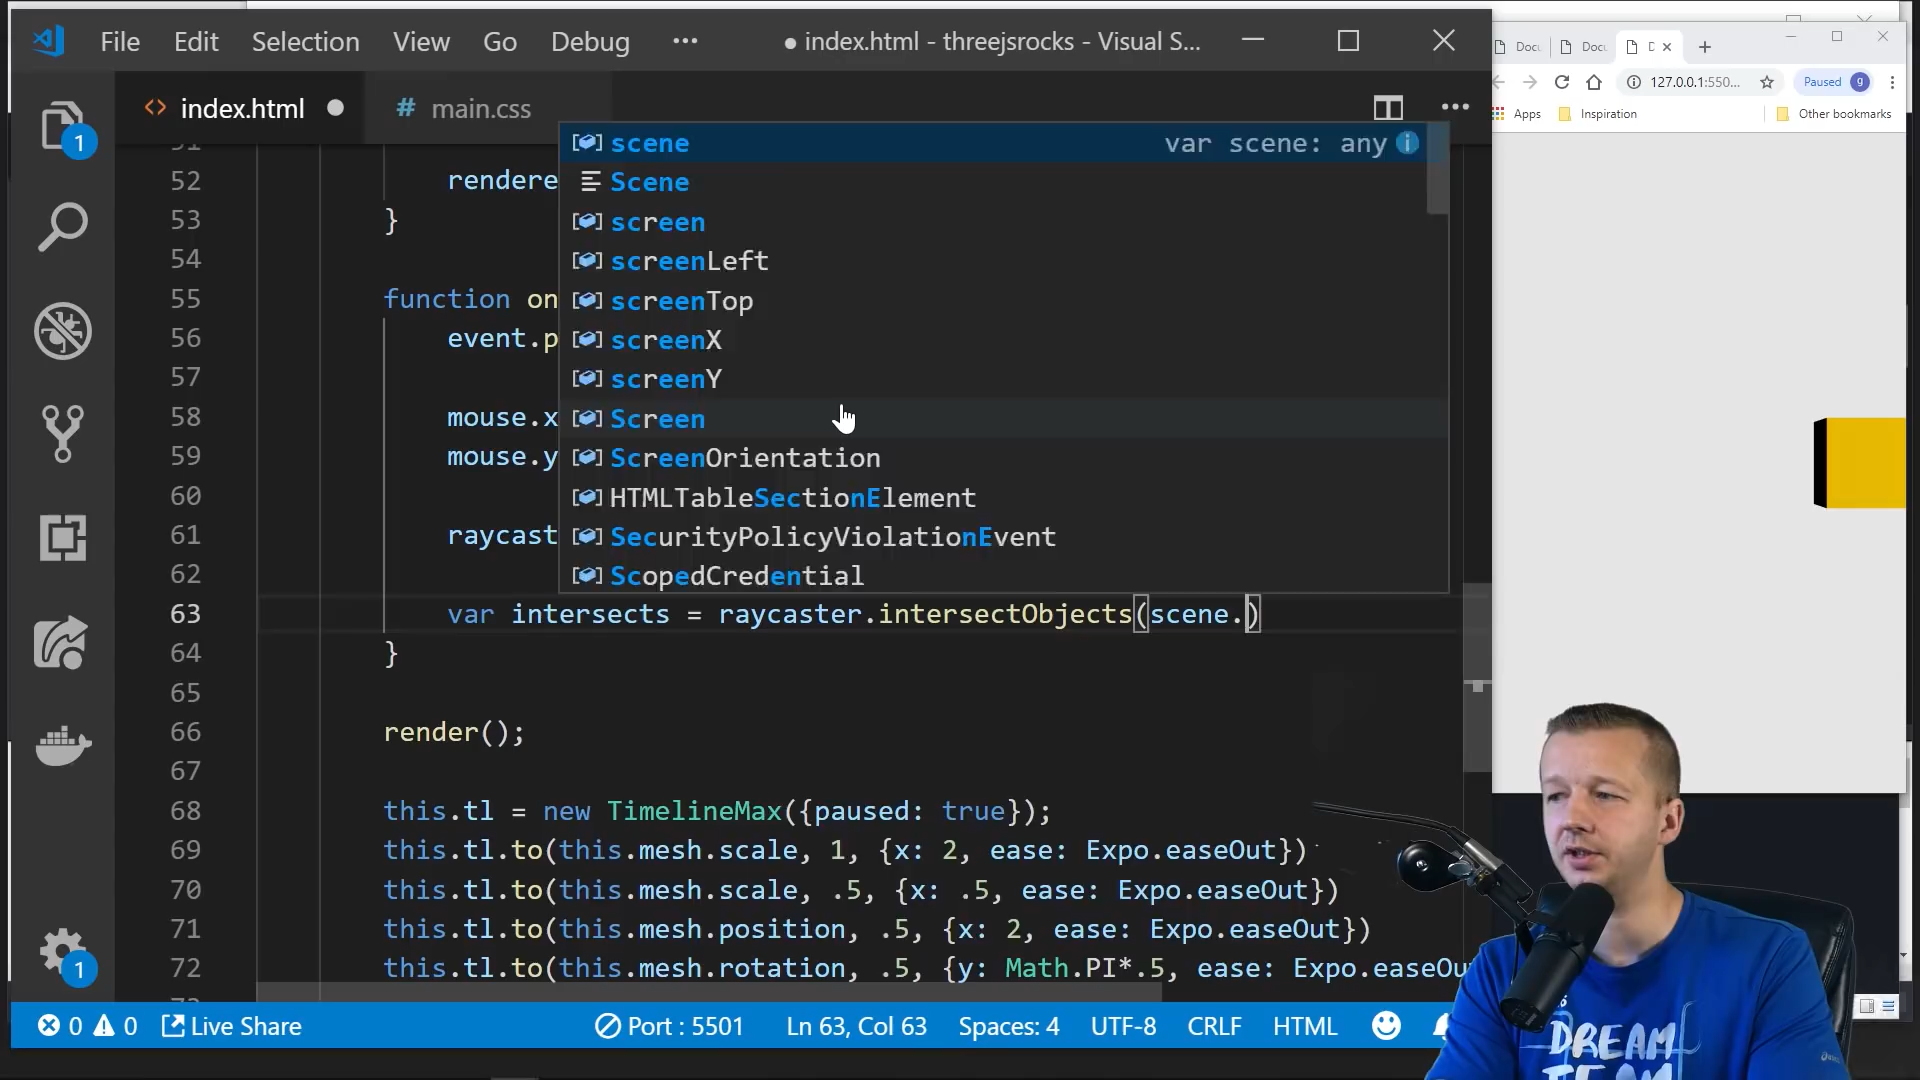 File Edit Selection View Go Debug ••• ● index.html - threejsrocks - Visual S...
<> index.html ● # main.css •••
1
51
52 rendere
53 }
54
55 function on
56 event.p
57
58 mouse.x
59 mouse.y
60
61 raycast
62
63 var intersects = raycaster.intersectObjects(scene.)
64 }
65
66 render();
67
68 this.tl = new TimelineMax({paused: true});
69 this.tl.to(this.mesh.scale, 1, {x: 2, ease: Expo.easeOut})
70 this.tl.to(this.mesh.scale, .5, {x: .5, ease: Expo.easeOut})
71 this.tl.to(this.mesh.position, .5, {x: 2, ease: Expo.easeOut})
72 this.tl.to(this.mesh.rotation, .5, {y: Math.PI*.5, ease: Expo.easeOu
scene var scene: any i
Scene
screen
screenLeft
screenTop
screenX
screenY
Screen
ScreenOrientation
HTMLTableSectionElement
SecurityPolicyViolationEvent
ScopedCredential
1
0 0 Live Share Port : 5501 Ln 63, Col 63 Spaces: 4 UTF-8 CRLF HTML
Docu Docu D × +
127.0.0.1:550... Paused g
Apps Inspiration Other bookmarks
DREAM
TEAM